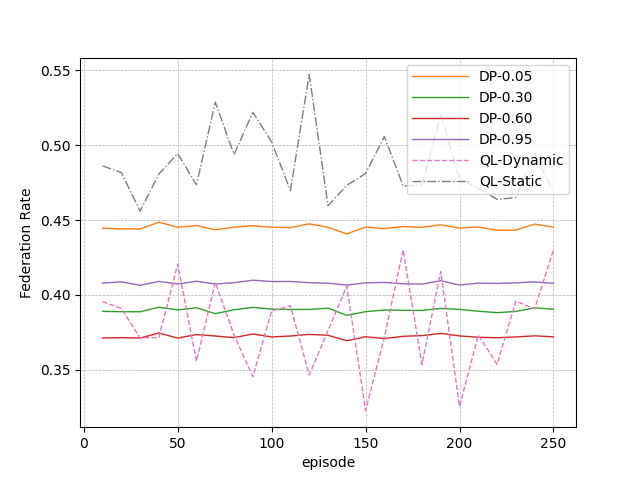 0.55
0.50
0.45
0.40
0.35
Federation Rate
0 50 100 150 200 250
episode
DP-0.05
DP-0.30
DP-0.60
DP-0.95
QL-Dynamic
QL-Static